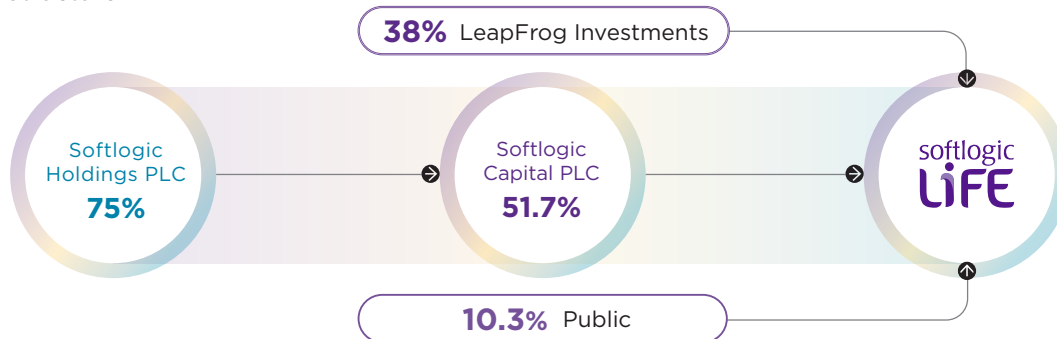 38% LeapFrog Investments
Softlogic
Holdings PLC
75%
Softlogic
Capital PLC
51.7%
softlogic
LiFE
10.3% Public